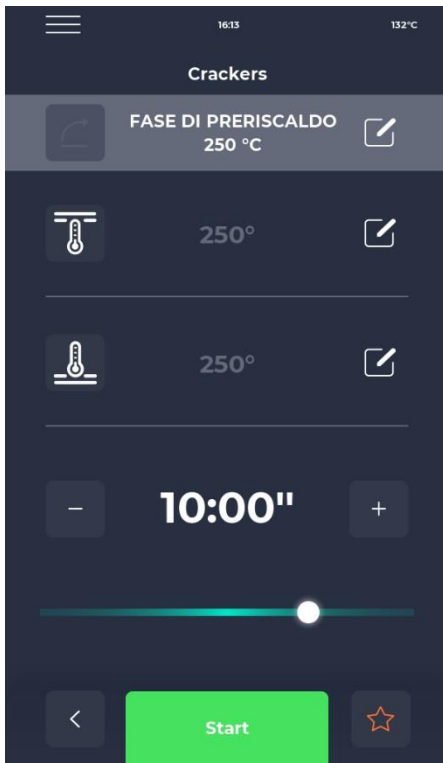 16:13
132°C
Crackers
FASE DI PRERISCALDO
250 °C
250°
250°
− 10:00" +
Start